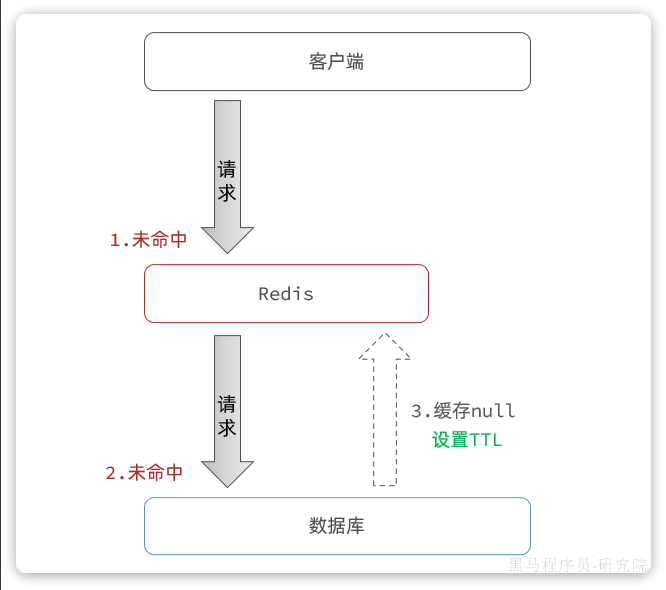 客户端
请求
1.未命中
Redis
请求
3.缓存null
设置TTL
2.未命中
数据库
黑马程序员-研究院